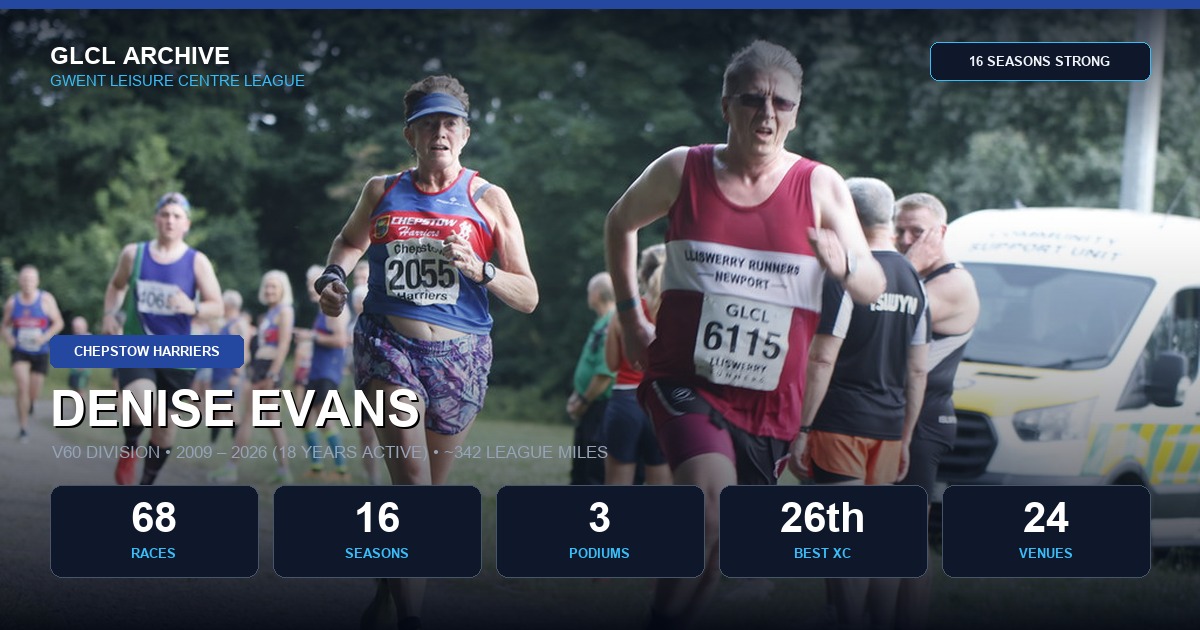 GLCL ARCHIVE
GWENT LEISURE CENTRE LEAGUE
16 SEASONS STRONG
COMMUNITY
SUPPORT UNIT
CHEPSTOW
Harriers
2055
Harriers
LLISWERRY RUNNERS
NEWPORT
GLCL
6115
LLISWERRY
RUNNERS
CHEPSTOW HARRIERS
DENISE EVANS
V60 DIVISION • 2009 – 2026 (18 YEARS ACTIVE) • ~342 LEAGUE MILES
68
RACES
16
SEASONS
3
PODIUMS
26th
BEST XC
24
VENUES